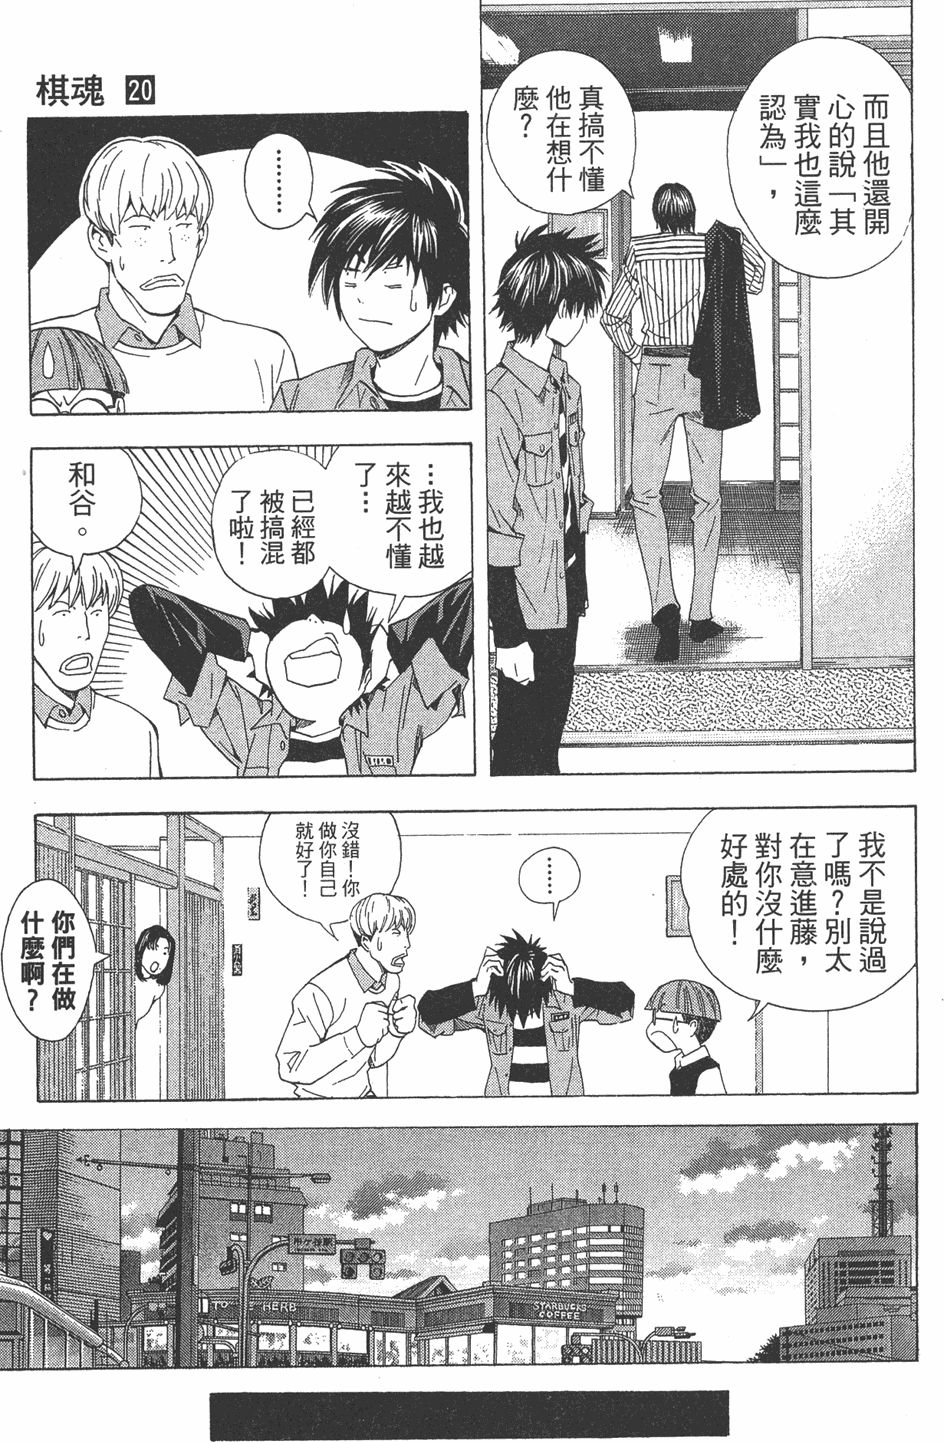 棋魂 20
而且他還開
心的說「其
實我也這麼
認為」，
真搞不懂
他在想什
麼？
……
…我也越
來越不懂
了…
已經都
被搞混
了啦！
和谷。
我不是說過
了嗎？別太
在意進藤，
對你沒什麼
好處的！
……
沒錯！你
做你自己
就好了！
你們在做
什麼啊？
市ケ谷駅
HERB
STARBUCKS
COFFEE